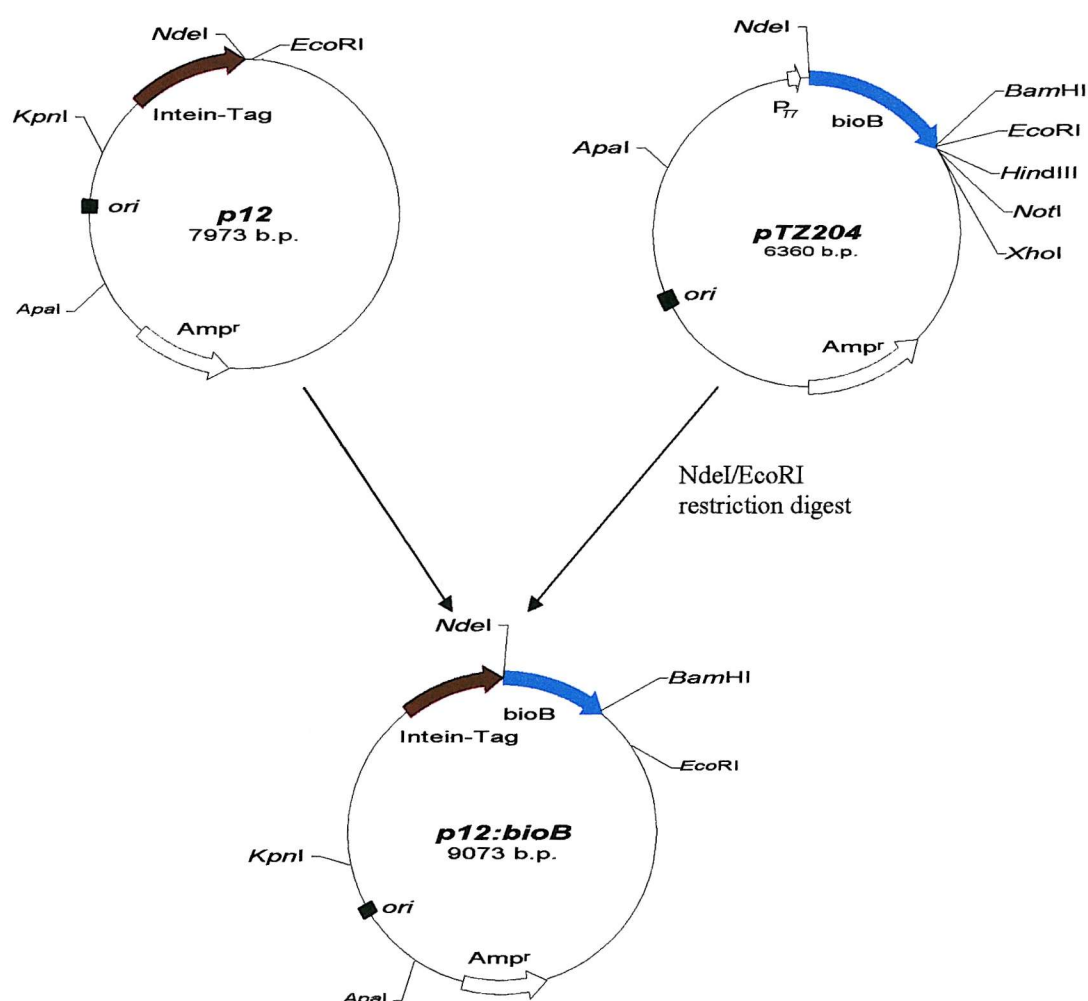 NdeI
EcoRI
Intein-Tag
KpnI
ori
p12
7973 b.p.
ApaI
Ampr
NdeI
BamHI
PT7
bioB
EcoRI
ApaI
HindIII
NotI
pTZ204
6360 b.p.
XhoI
ori
Ampr
NdeI/EcoRI
restriction digest
NdeI
BamHI
bioB
Intein-Tag
EcoRI
p12:bioB
9073 b.p.
KpnI
ori
Ampr
ApaI